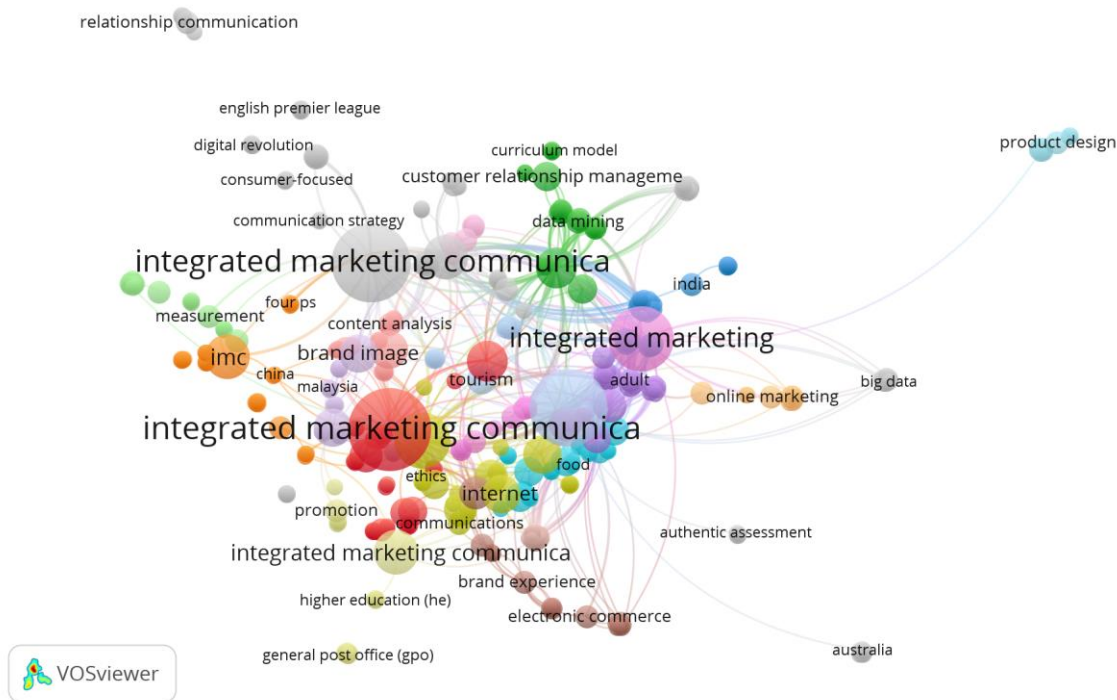 relationship communication
english premier league
digital revolution
curriculum model
product design
consumer-focused
customer relationship manageme
communication strategy
data mining
integrated marketing communica
india
four ps
measurement
content analysis
integrated marketing
imc
brand image
china
tourism
adult
big data
malaysia
online marketing
integrated marketing communica
ethics
food
internet
promotion
communications
authentic assessment
integrated marketing communica
brand experience
higher education (he)
electronic commerce
general post office (gpo)
australia
VOSviewer